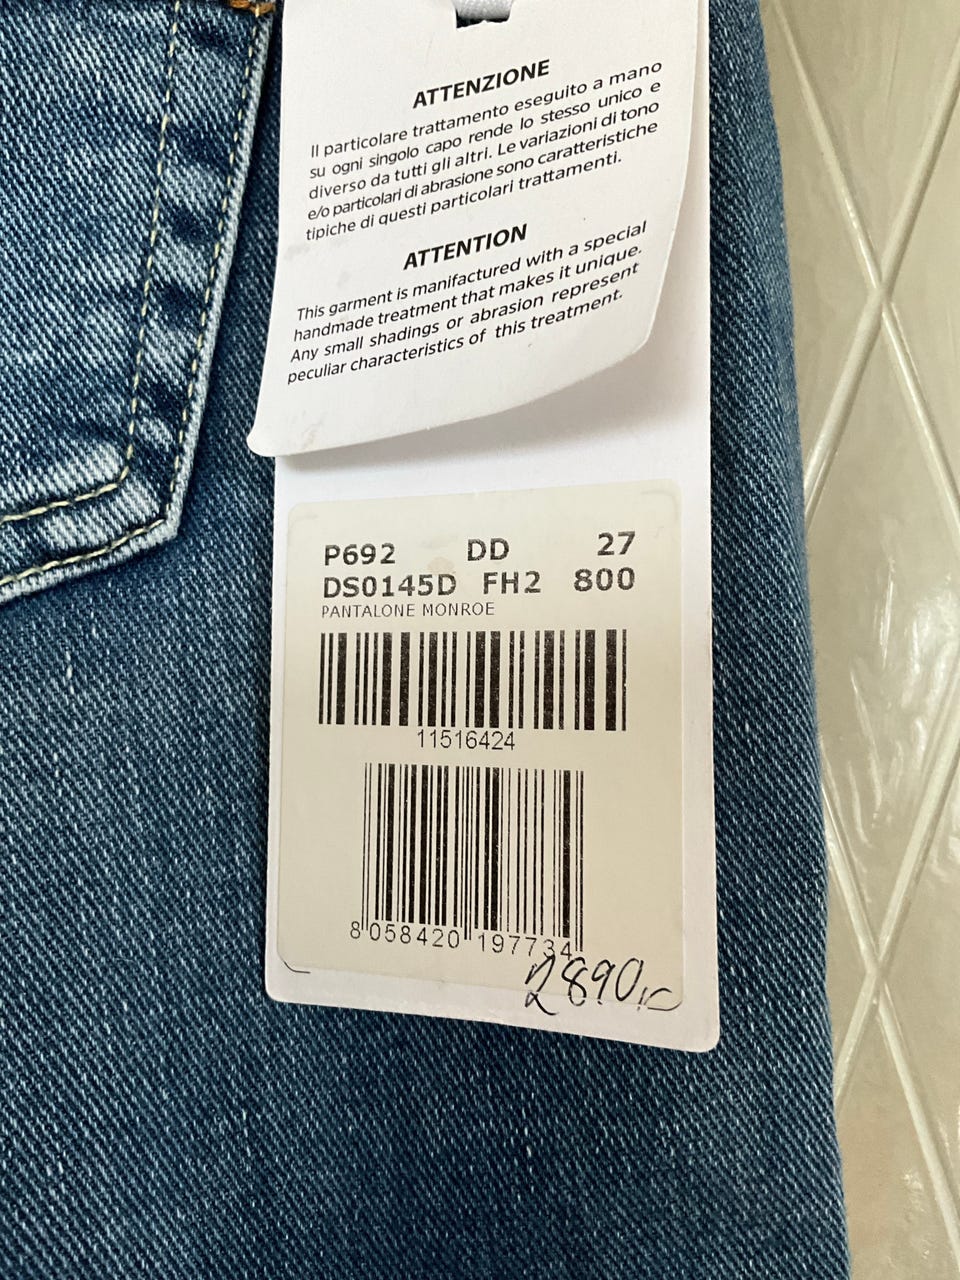 ATTENZIONE
Il particolare trattamento eseguito a mano
su ogni singolo capo rende lo stesso unico e
diverso da tutti gli altri. Le variazioni di tono
e/o particolari di abrasione sono caratteristiche
tipiche di questi particolari trattamenti.
ATTENTION
This garment is manifactured with a special
handmade treatment that makes it unique.
Any small shadings or abrasion represent
peculiar characteristics of this treatment.
P692 DD 27
DS0145D FH2 800
PANTALONE MONROE
11516424
8 058420 197734
2890,-